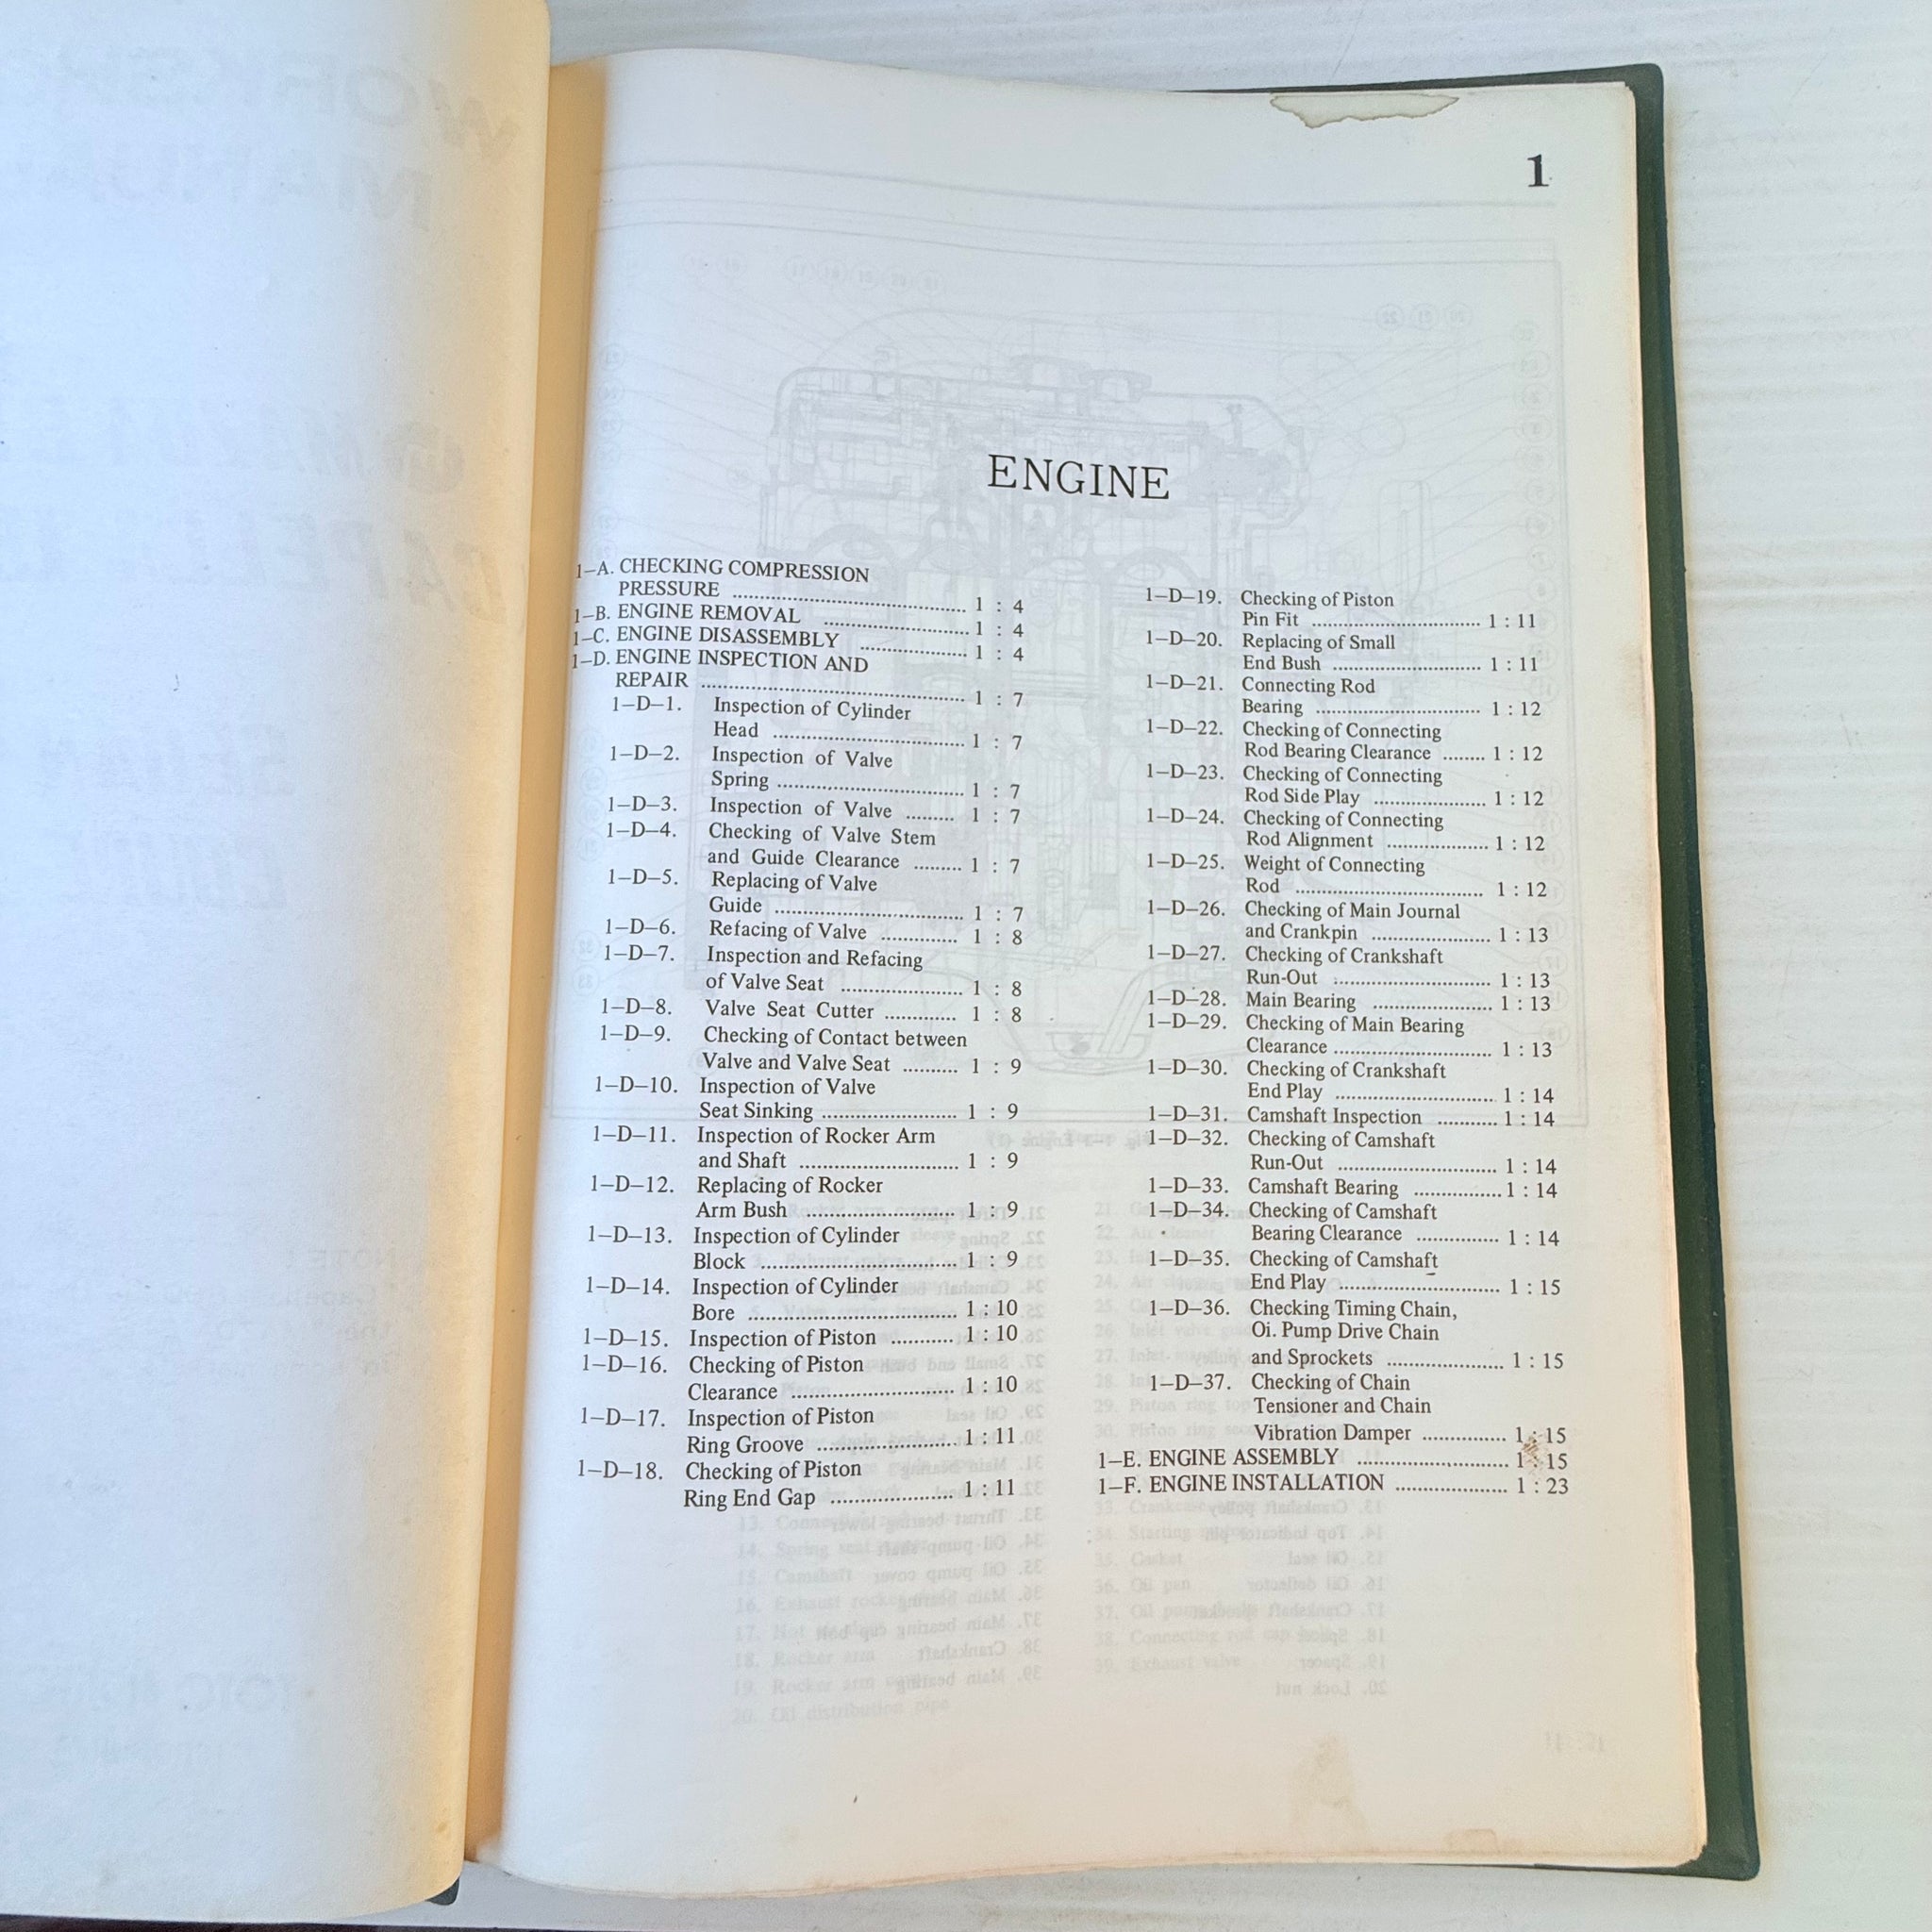 1
ENGINE
1–A. CHECKING COMPRESSION
PRESSURE ........ 1 : 4
1–B. ENGINE REMOVAL ........ 1 : 4
1–C. ENGINE DISASSEMBLY ........ 1 : 4
1–D. ENGINE INSPECTION AND
REPAIR ........ 1 : 7
1–D–1. Inspection of Cylinder
Head ........ 1 : 7
1–D–2. Inspection of Valve
Spring ........ 1 : 7
1–D–3. Inspection of Valve ........ 1 : 7
1–D–4. Checking of Valve Stem
and Guide Clearance ........ 1 : 7
1–D–5. Replacing of Valve
Guide ........ 1 : 7
1–D–6. Refacing of Valve ........ 1 : 8
1–D–7. Inspection and Refacing
of Valve Seat ........ 1 : 8
1–D–8. Valve Seat Cutter ........ 1 : 8
1–D–9. Checking of Contact between
Valve and Valve Seat ........ 1 : 9
1–D–10. Inspection of Valve
Seat Sinking ........ 1 : 9
1–D–11. Inspection of Rocker Arm
and Shaft ........ 1 : 9
1–D–12. Replacing of Rocker
Arm Bush ........ 1 : 9
1–D–13. Inspection of Cylinder
Block ........ 1 : 9
1–D–14. Inspection of Cylinder
Bore ........ 1 : 10
1–D–15. Inspection of Piston ........ 1 : 10
1–D–16. Checking of Piston
Clearance ........ 1 : 10
1–D–17. Inspection of Piston
Ring Groove ........ 1 : 11
1–D–18. Checking of Piston
Ring End Gap ........ 1 : 11
1–D–19. Checking of Piston
Pin Fit ........ 1 : 11
1–D–20. Replacing of Small
End Bush ........ 1 : 11
1–D–21. Connecting Rod
Bearing ........ 1 : 12
1–D–22. Checking of Connecting
Rod Bearing Clearance ........ 1 : 12
1–D–23. Checking of Connecting
Rod Side Play ........ 1 : 12
1–D–24. Checking of Connecting
Rod Alignment ........ 1 : 12
1–D–25. Weight of Connecting
Rod ........ 1 : 12
1–D–26. Checking of Main Journal
and Crankpin ........ 1 : 13
1–D–27. Checking of Crankshaft
Run-Out ........ 1 : 13
1–D–28. Main Bearing ........ 1 : 13
1–D–29. Checking of Main Bearing
Clearance ........ 1 : 13
1–D–30. Checking of Crankshaft
End Play ........ 1 : 14
1–D–31. Camshaft Inspection ........ 1 : 14
1–D–32. Checking of Camshaft
Run-Out ........ 1 : 14
1–D–33. Camshaft Bearing ........ 1 : 14
1–D–34. Checking of Camshaft
Bearing Clearance ........ 1 : 14
1–D–35. Checking of Camshaft
End Play ........ 1 : 15
1–D–36. Checking Timing Chain,
Oi. Pump Drive Chain
and Sprockets ........ 1 : 15
1–D–37. Checking of Chain
Tensioner and Chain
Vibration Damper ........ 1 : 15
1–E. ENGINE ASSEMBLY ........ 1 : 15
1–F. ENGINE INSTALLATION ........ 1 : 23